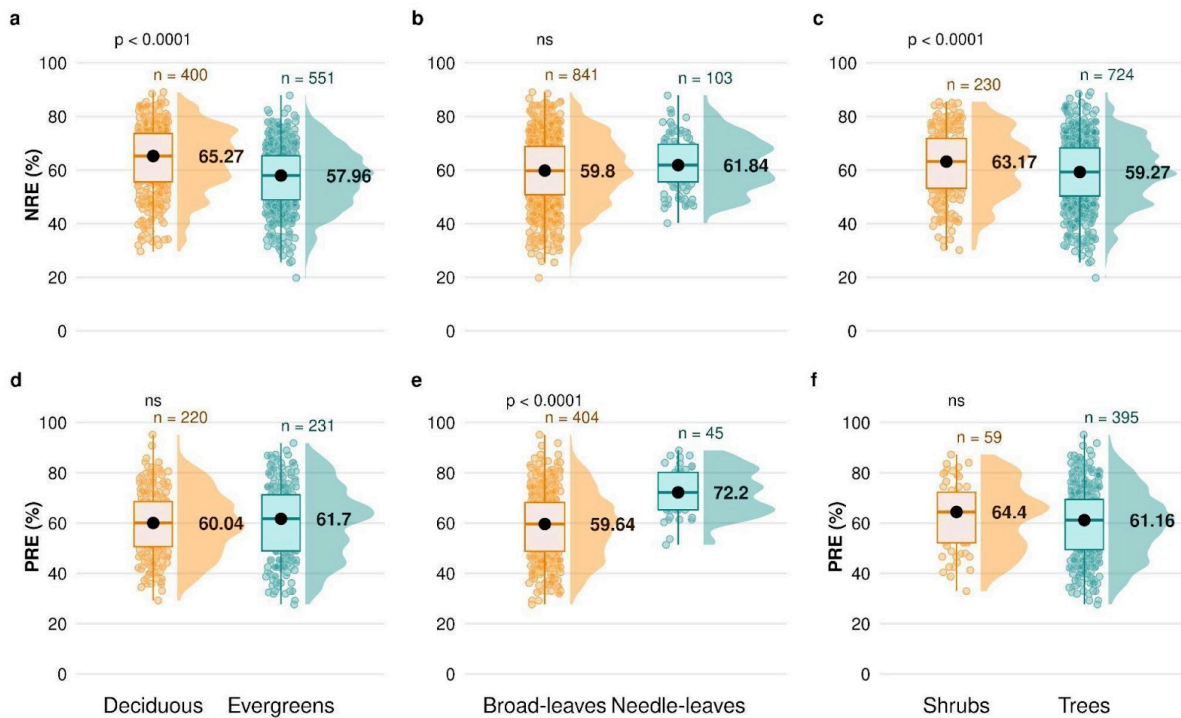 a
p < 0.0001
n = 400
n = 551
NRE (%)
100
80
60
40
20
0
65.27
57.96
b
ns
n = 841
n = 103
100
80
60
40
20
0
59.8
61.84
c
p < 0.0001
n = 230
n = 724
100
80
60
40
20
0
63.17
59.27
d
ns
n = 220
n = 231
PRE (%)
100
80
60
40
20
0
60.04
61.7
Deciduous Evergreens
e
p < 0.0001
n = 404
n = 45
100
80
60
40
20
0
59.64
72.2
Broad-leaves Needle-leaves
f
ns
n = 59
n = 395
100
80
60
40
20
0
64.4
61.16
Shrubs Trees